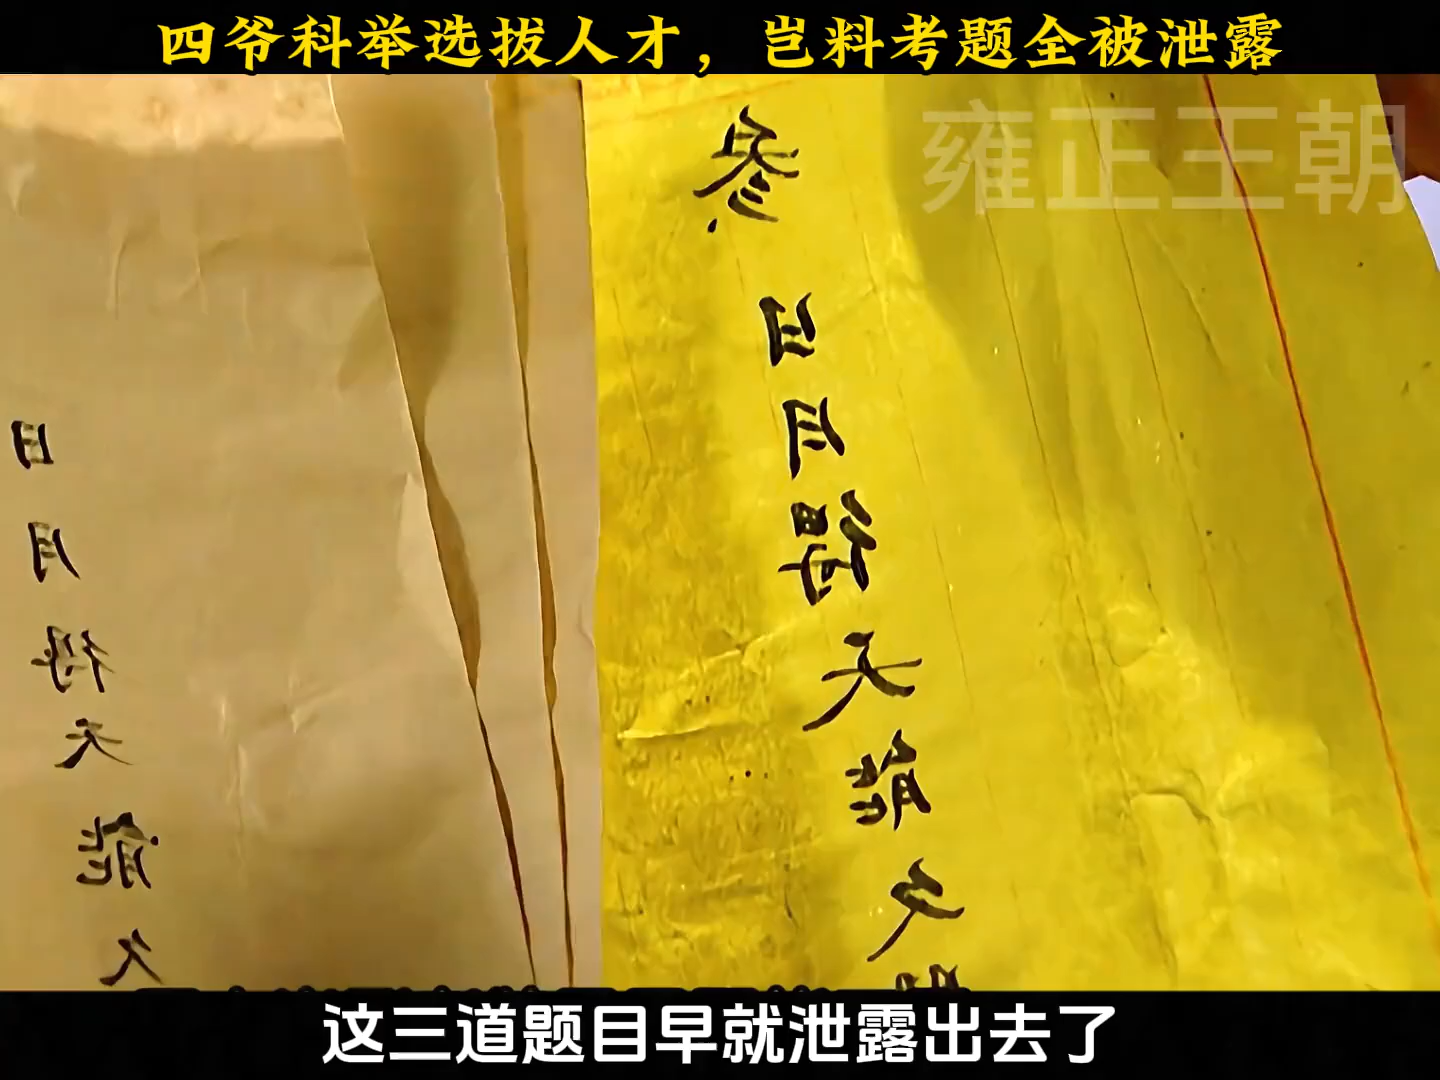 四爷科举选拔人才，岂料考题全被泄露
雍正王朝
叁
日月得天能久
日月得天能久
这三道题目早就泄露出去了